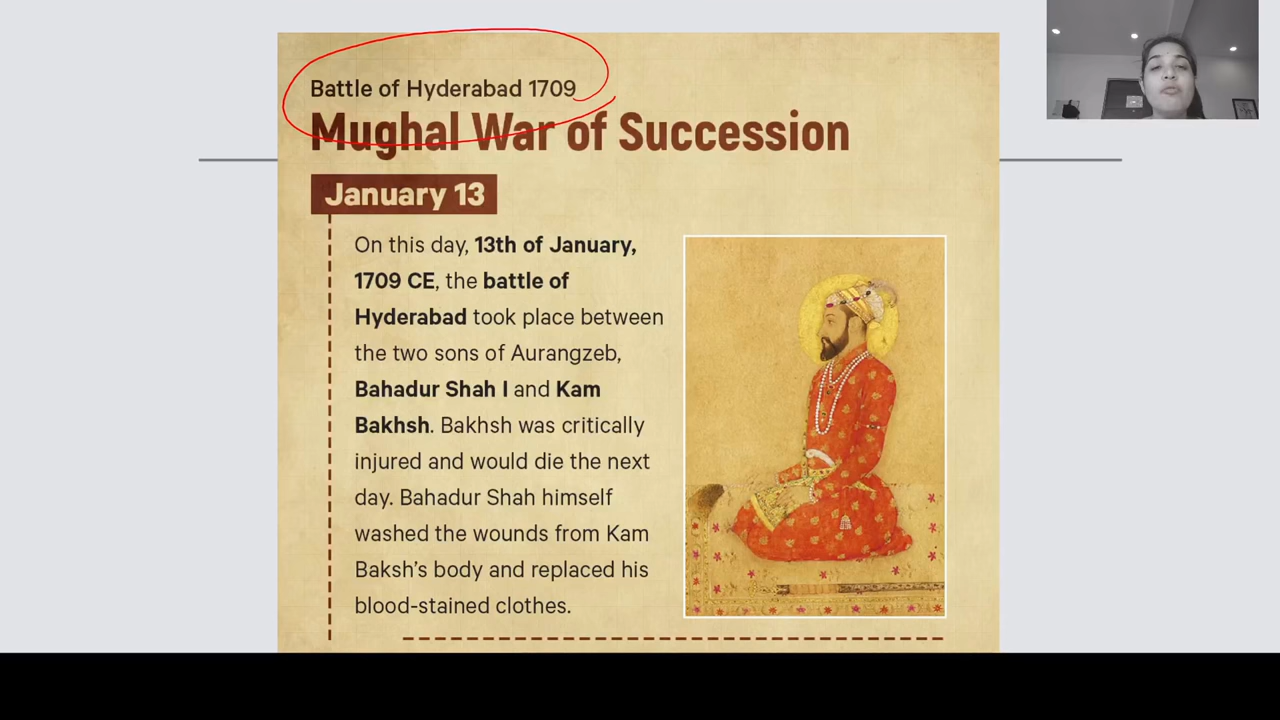 Battle of Hyderabad 1709
Mughal War of Succession
January 13
On this day, 13th of January,
1709 CE, the battle of
Hyderabad took place between
the two sons of Aurangzeb,
Bahadur Shah I and Kam
Bakhsh. Bakhsh was critically
injured and would die the next
day. Bahadur Shah himself
washed the wounds from Kam
Baksh’s body and replaced his
blood-stained clothes.